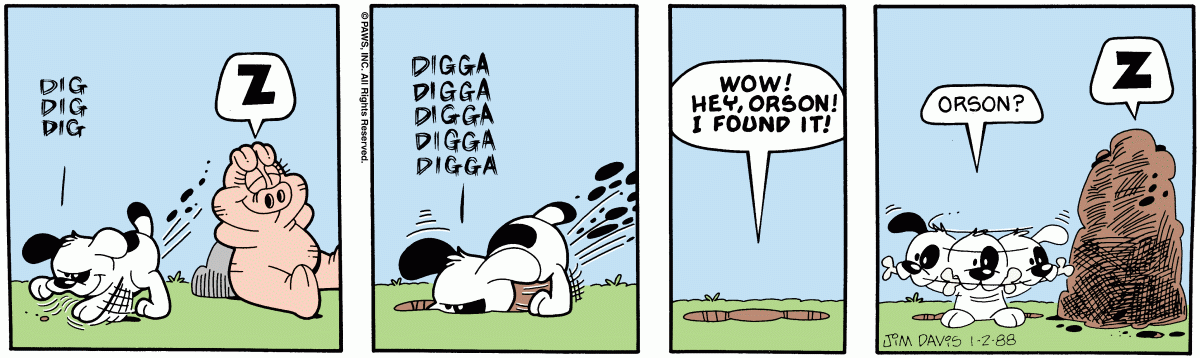 DIG
DIG
DIG
Z
© PAWS, INC. All Rights Reserved.
DIGGA
DIGGA
DIGGA
DIGGA
DIGGA
WOW!
HEY, ORSON!
I FOUND IT!
ORSON?
Z
JIM DAVIS 1-2-88